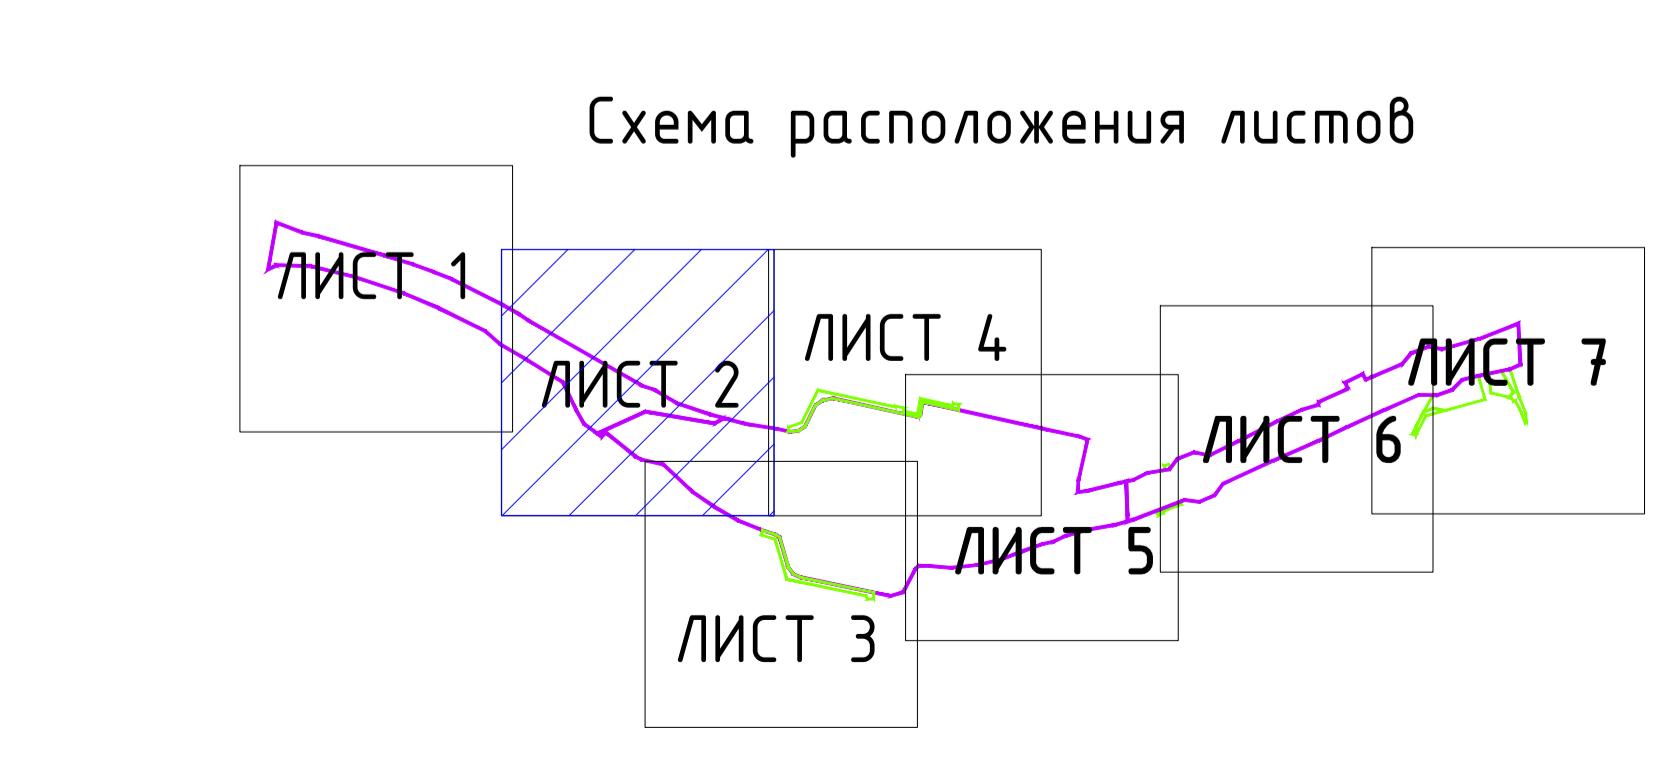 Схема расположения листов
ЛИСТ 1
ЛИСТ 2
ЛИСТ 4
ЛИСТ 7
ЛИСТ 6
ЛИСТ 5
ЛИСТ 3